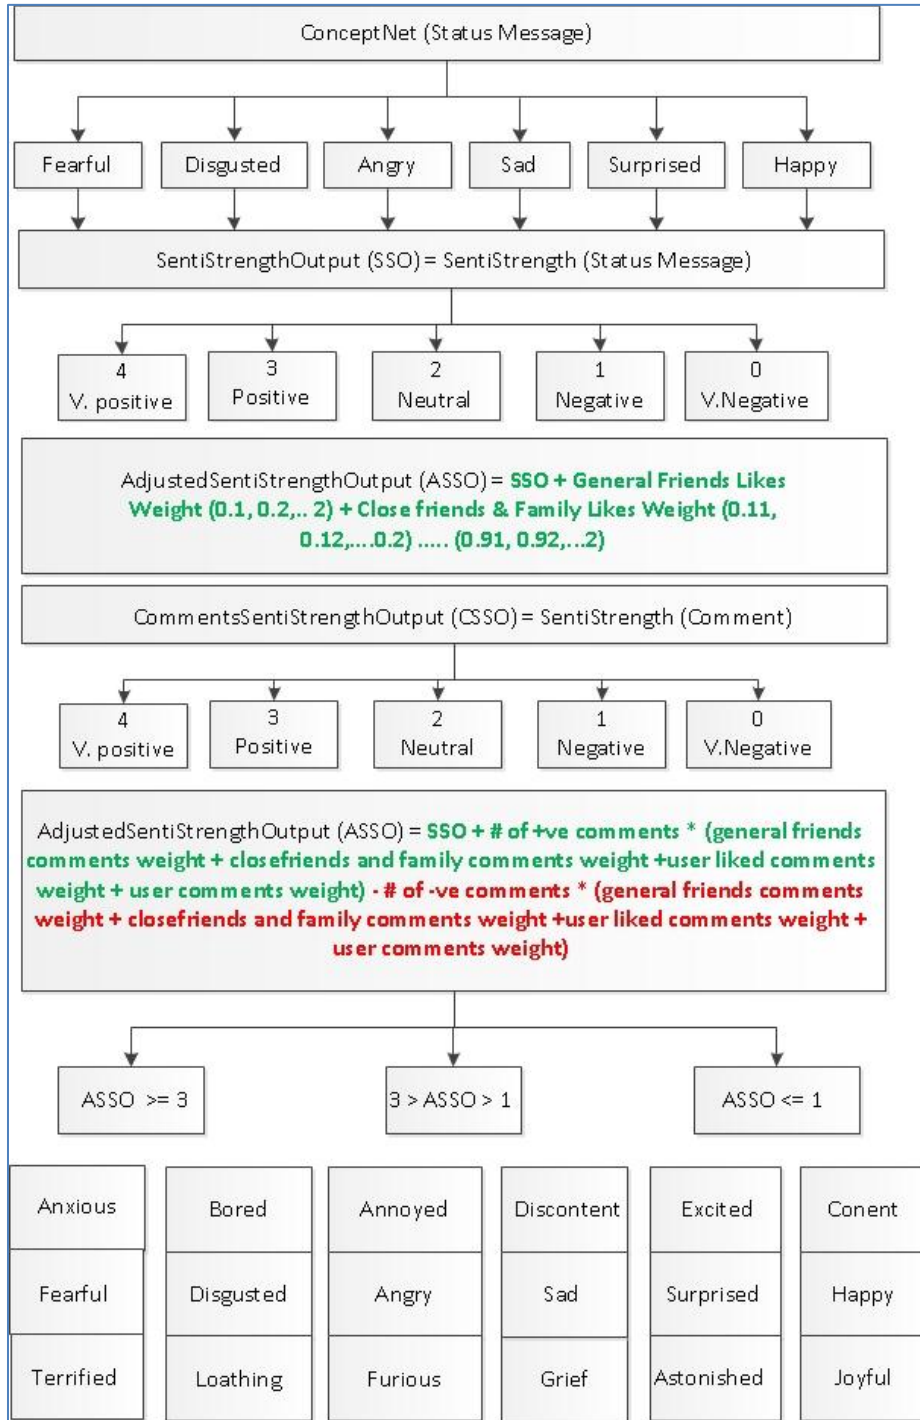 ConceptNet (Status Message)
Fearful
Disgusted
Angry
Sad
Surprised
Happy
SentiStrengthOutput (SSO) = SentiStrength (Status Message)
4
V. positive
3
Positive
2
Neutral
1
Negative
0
V.Negative
AdjustedSentiStrengthOutput (ASSO) = SSO + General Friends Likes
Weight (0.1, 0.2,.. 2) + Close friends & Family Likes Weight (0.11,
0.12,....0.2) ..... (0.91, 0.92,...2)
CommentsSentiStrengthOutput (CSSO) = SentiStrength (Comment)
4
V. positive
3
Positive
2
Neutral
1
Negative
0
V.Negative
AdjustedSentiStrengthOutput (ASSO) = SSO + # of +ve comments * (general friends
comments weight + closefriends and family comments weight +user liked comments
weight + user comments weight) - # of -ve comments * (general friends comments
weight + closefriends and family comments weight +user liked comments weight +
user comments weight)
ASSO >= 3
3 > ASSO > 1
ASSO <= 1
Anxious
Bored
Annoyed
Discontent
Excited
Conent
Fearful
Disgusted
Angry
Sad
Surprised
Happy
Terrified
Loathing
Furious
Grief
Astonished
Joyful